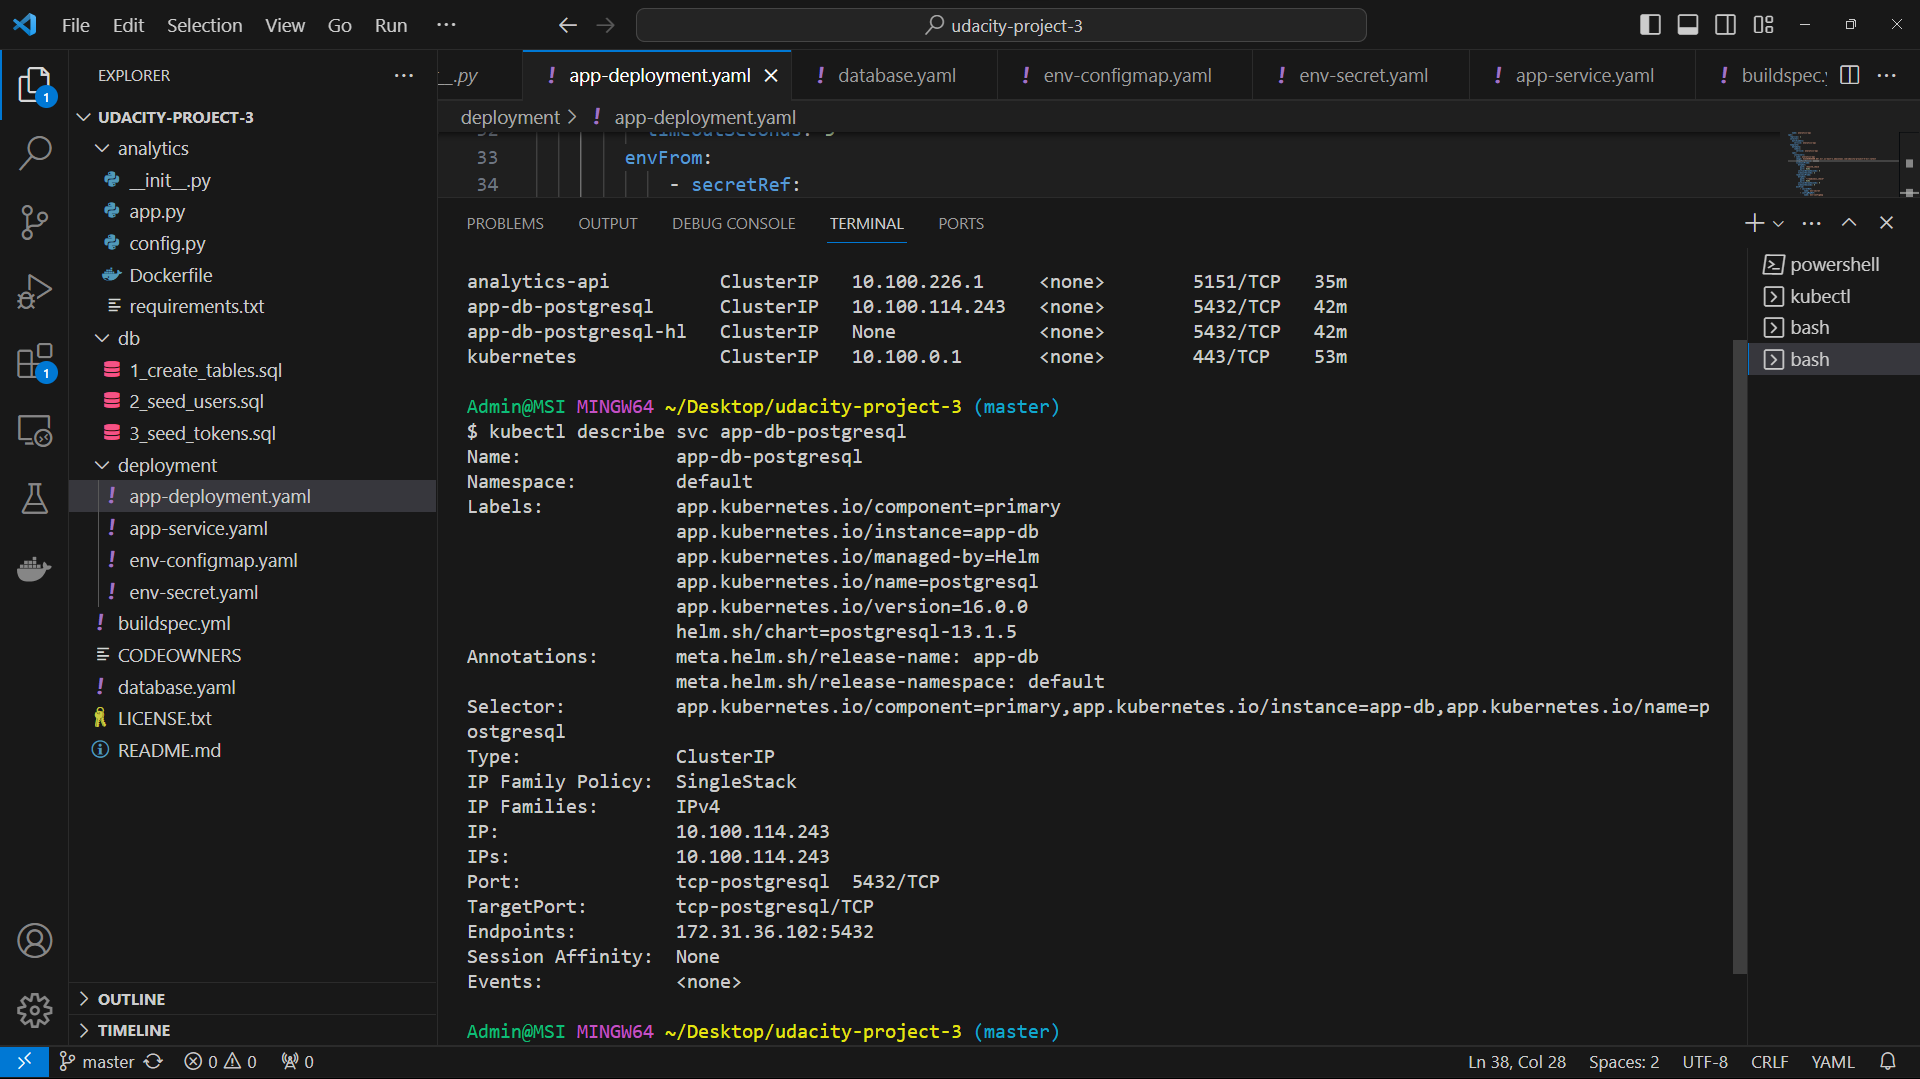 File Edit Selection View Go Run ···
udacity-project-3
EXPLORER
UDACITY-PROJECT-3
analytics
__init__.py
app.py
config.py
Dockerfile
requirements.txt
db
1_create_tables.sql
2_seed_users.sql
3_seed_tokens.sql
deployment
! app-deployment.yaml
! app-service.yaml
! env-configmap.yaml
! env-secret.yaml
! buildspec.yml
CODEOWNERS
! database.yaml
LICENSE.txt
README.md
OUTLINE
TIMELINE
1
1
__.py ! app-deployment.yaml ! database.yaml ! env-configmap.yaml ! env-secret.yaml ! app-service.yaml ! buildspec.y
deployment > ! app-deployment.yaml
32 timeoutSeconds: 5
33 envFrom:
34 - secretRef:
PROBLEMS OUTPUT DEBUG CONSOLE TERMINAL PORTS
analytics-api ClusterIP 10.100.226.1 <none> 5151/TCP 35m
app-db-postgresql ClusterIP 10.100.114.243 <none> 5432/TCP 42m
app-db-postgresql-hl ClusterIP None <none> 5432/TCP 42m
kubernetes ClusterIP 10.100.0.1 <none> 443/TCP 53m
Admin@MSI MINGW64 ~/Desktop/udacity-project-3 (master)
$ kubectl describe svc app-db-postgresql
Name: app-db-postgresql
Namespace: default
Labels: app.kubernetes.io/component=primary
app.kubernetes.io/instance=app-db
app.kubernetes.io/managed-by=Helm
app.kubernetes.io/name=postgresql
app.kubernetes.io/version=16.0.0
helm.sh/chart=postgresql-13.1.5
Annotations: meta.helm.sh/release-name: app-db
meta.helm.sh/release-namespace: default
Selector: app.kubernetes.io/component=primary,app.kubernetes.io/instance=app-db,app.kubernetes.io/name=p
ostgresql
Type: ClusterIP
IP Family Policy: SingleStack
IP Families: IPv4
IP: 10.100.114.243
IPs: 10.100.114.243
Port: tcp-postgresql 5432/TCP
TargetPort: tcp-postgresql/TCP
Endpoints: 172.31.36.102:5432
Session Affinity: None
Events: <none>
Admin@MSI MINGW64 ~/Desktop/udacity-project-3 (master)
powershell
kubectl
bash
bash
master 0 0 0 Ln 38, Col 28 Spaces: 2 UTF-8 CRLF YAML